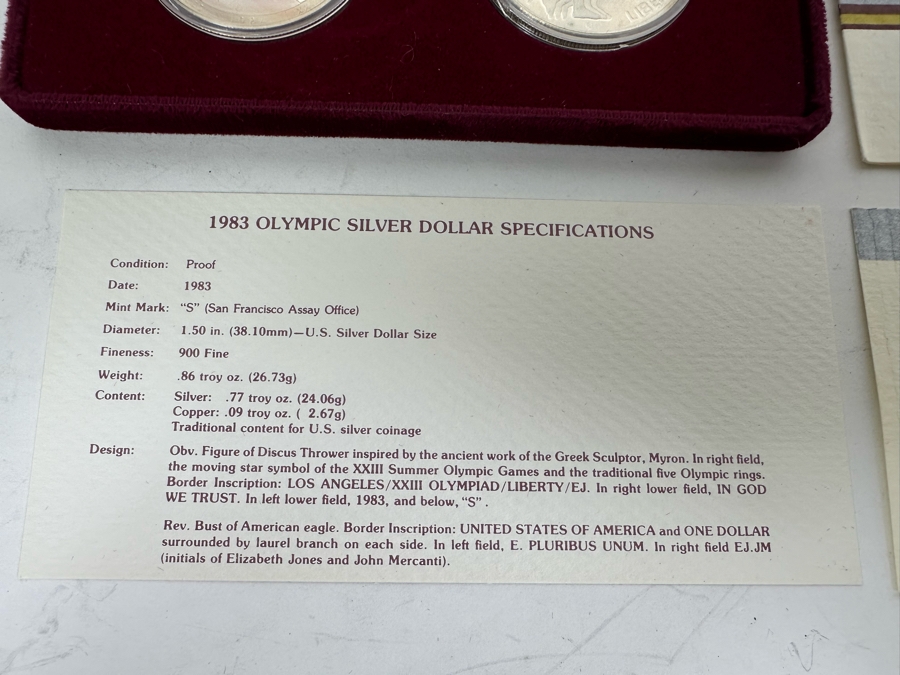 LIBE
1983 OLYMPIC SILVER DOLLAR SPECIFICATIONS
Condition: Proof
Date: 1983
Mint Mark: "S" (San Francisco Assay Office)
Diameter: 1.50 in. (38.10mm)—U.S. Silver Dollar Size
Fineness: 900 Fine
Weight: .86 troy oz. (26.73g)
Content: Silver: .77 troy oz. (24.06g)
Copper: .09 troy oz. ( 2.67g)
Traditional content for U.S. silver coinage
Design: Obv. Figure of Discus Thrower inspired by the ancient work of the Greek Sculptor, Myron. In right field,
the moving star symbol of the XXIII Summer Olympic Games and the traditional five Olympic rings.
Border Inscription: LOS ANGELES/XXIII OLYMPIAD/LIBERTY/EJ. In right lower field, IN GOD
WE TRUST. In left lower field, 1983, and below, "S".
Rev. Bust of American eagle. Border Inscription: UNITED STATES OF AMERICA and ONE DOLLAR
surrounded by laurel branch on each side. In left field, E. PLURIBUS UNUM. In right field EJ.JM
(initials of Elizabeth Jones and John Mercanti).